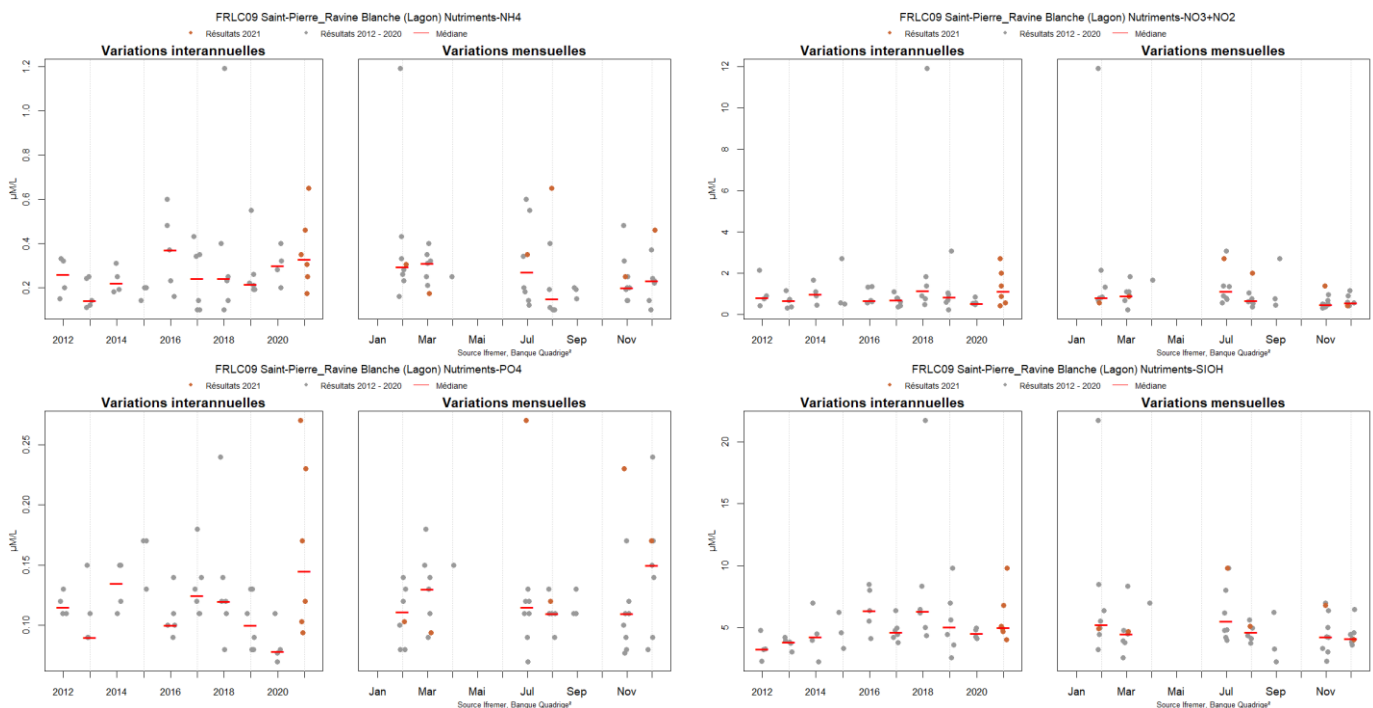 FRLC09 Saint-Pierre_Ravine Blanche (Lagon) Nutriments-NH4
Résultats 2021 Résultats 2012 - 2020 Médiane
Variations interannuelles Variations mensuelles
µM/L
1.2
1.0
0.8
0.6
0.4
0.2
2012 2014 2016 2018 2020
Jan Mar Mai Jul Sep Nov
Source Ifremer, Banque Quadrige²
FRLC09 Saint-Pierre_Ravine Blanche (Lagon) Nutriments-NO3+NO2
Résultats 2021 Résultats 2012 - 2020 Médiane
Variations interannuelles Variations mensuelles
µM/L
12
10
8
6
4
2
0
2012 2014 2016 2018 2020
Jan Mar Mai Jul Sep Nov
Source Ifremer, Banque Quadrige²
FRLC09 Saint-Pierre_Ravine Blanche (Lagon) Nutriments-PO4
Résultats 2021 Résultats 2012 - 2020 Médiane
Variations interannuelles Variations mensuelles
µM/L
0.25
0.20
0.15
0.10
2012 2014 2016 2018 2020
Jan Mar Mai Jul Sep Nov
Source Ifremer, Banque Quadrige²
FRLC09 Saint-Pierre_Ravine Blanche (Lagon) Nutriments-SIOH
Résultats 2021 Résultats 2012 - 2020 Médiane
Variations interannuelles Variations mensuelles
µM/L
20
15
10
5
2012 2014 2016 2018 2020
Jan Mar Mai Jul Sep Nov
Source Ifremer, Banque Quadrige²